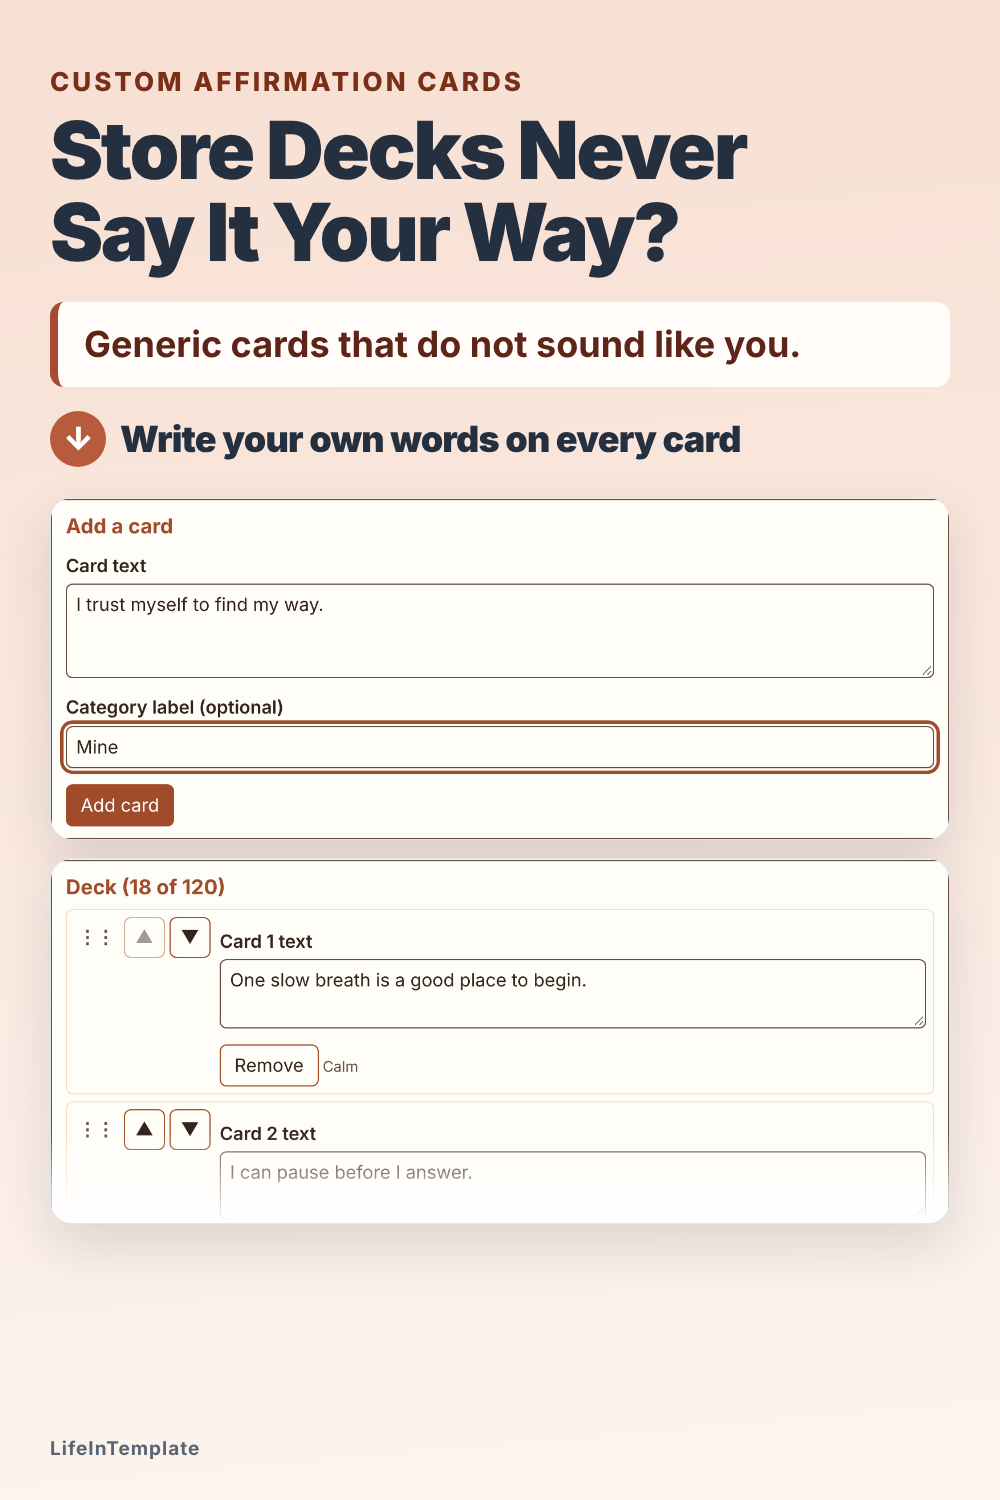 CUSTOM AFFIRMATION CARDS
Store Decks Never
Say It Your Way?
Generic cards that do not sound like you.
Write your own words on every card
Add a card
Card text
I trust myself to find my way.
Category label (optional)
Mine
Add card
Deck (18 of 120)
Card 1 text
One slow breath is a good place to begin.
Remove Calm
Card 2 text
I can pause before I answer.
LifeInTemplate